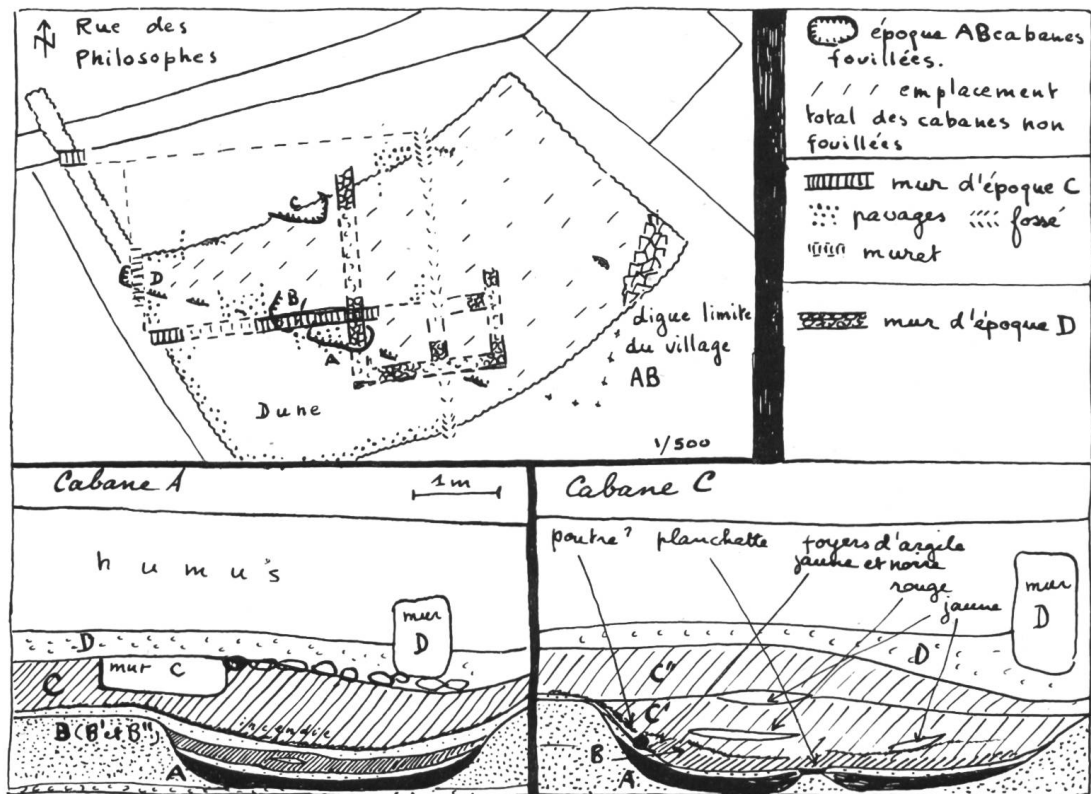 N
Rue des
Philosophes
C
D
B
A
Dune
digue limite
du village
AB
1/500
époque AB cabanes
fouillées.
emplacement
total des cabanes non
fouillées
mur d'époque C
pavages
fossé
muret
mur d'époque D
Cabane A
1m
humus
D
mur
D
mur C
C
incendie
B (B' et B'')
A
Cabane C
poutre?
planchette
foyers d'argile
jaune et noire
rouge
jaune
mur
D
D
C''
C'
B
A